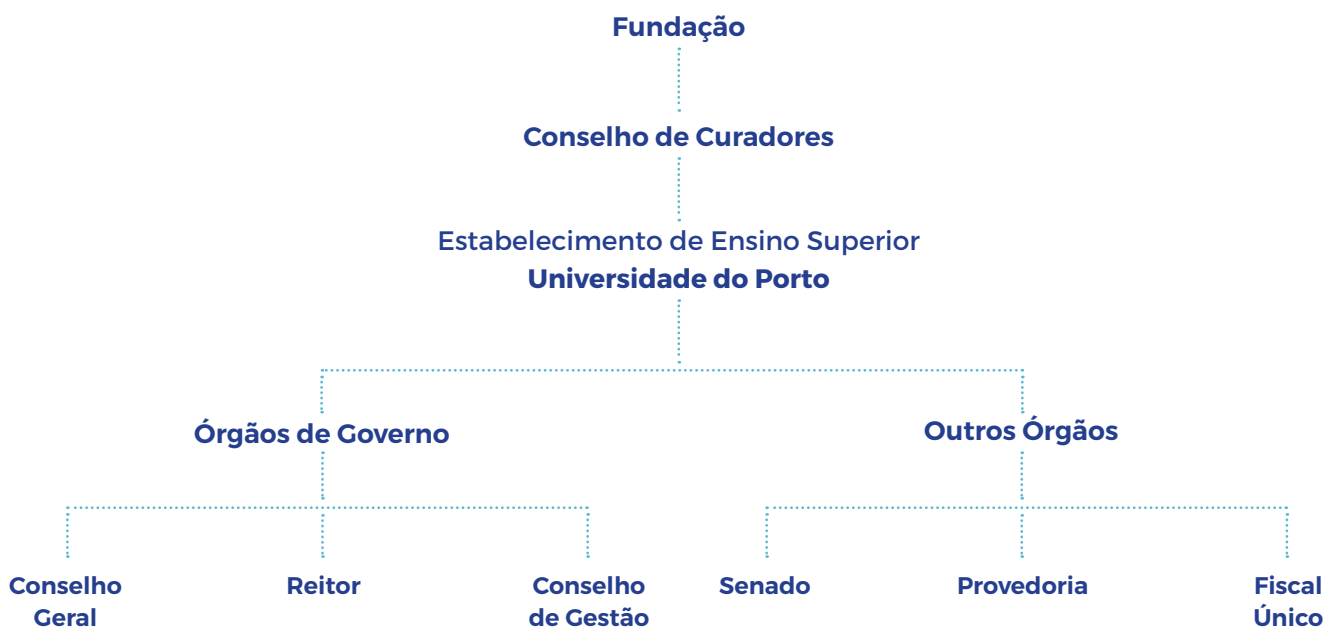 Fundação
Conselho de Curadores
Estabelecimento de Ensino Superior
Universidade do Porto
Órgãos de Governo
Outros Órgãos
Conselho
Geral
Reitor
Conselho
de Gestão
Senado
Provedoria
Fiscal
Único